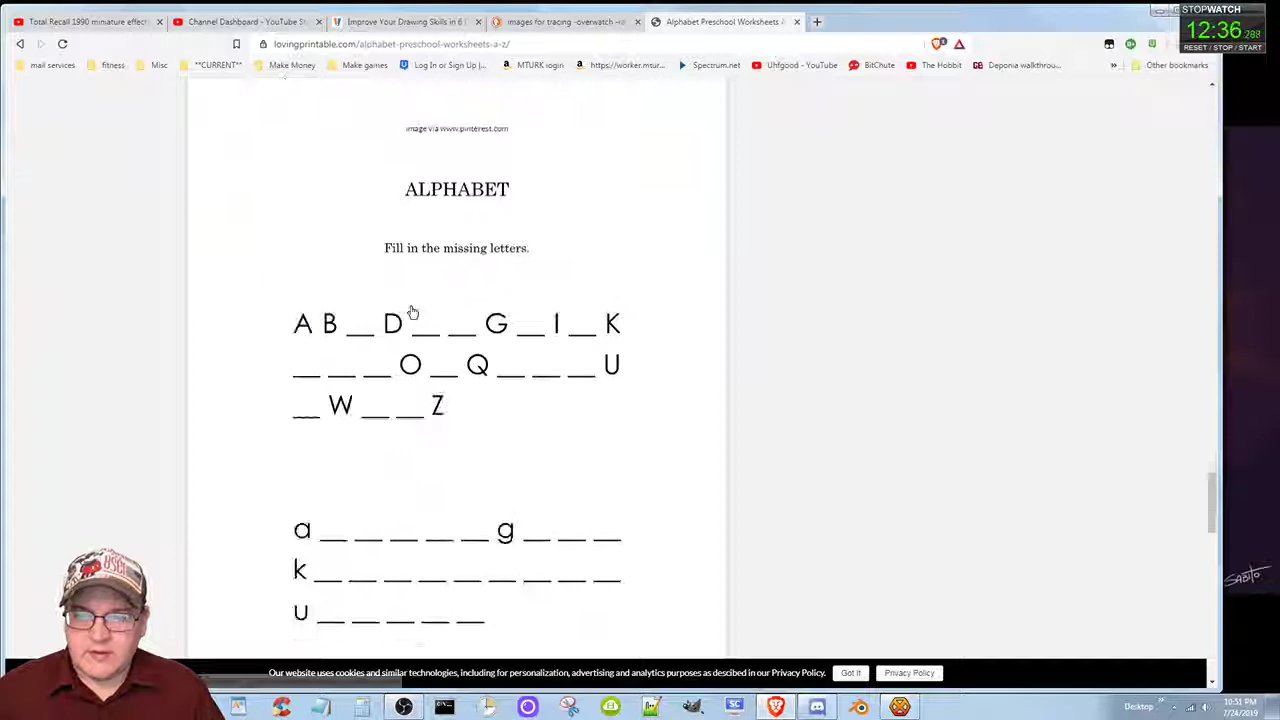 Total Recall 1990 miniature effect
Channel Dashboard - YouTube St
Improve Your Drawing Skills in 6
images for tracing -overwatch -ra
Alphabet Preschool Worksheets A
STOPWATCH
12:36.288
RESET / STOP / START
lovingprintable.com/alphabet-preschool-worksheets-a-z/
mail services
fitness
Misc
**CURRENT**
Make Money
Make games
Log In or Sign Up |...
MTURK login
https://worker.mtur...
Spectrum.net
Uhfgood - YouTube
BitChute
The Hobbit
Deponia walkthrou...
Other bookmarks
image via www.pinterest.com
ALPHABET
Fill in the missing letters.
A B __ D __ __ G __ I __ K
__ __ __ O __ Q __ __ __ U
__ W __ __ Z
a __ __ __ __ __ g __ __ __
k __ __ __ __ __ __ __ __ __
u __ __ __ __ __
SABITO
Our website uses cookies and similar technologies, including for personalization, advertising and analytics purposes as descibed in our Privacy Policy.
Got It
Privacy Policy
Desktop
10:51 PM
7/24/2019